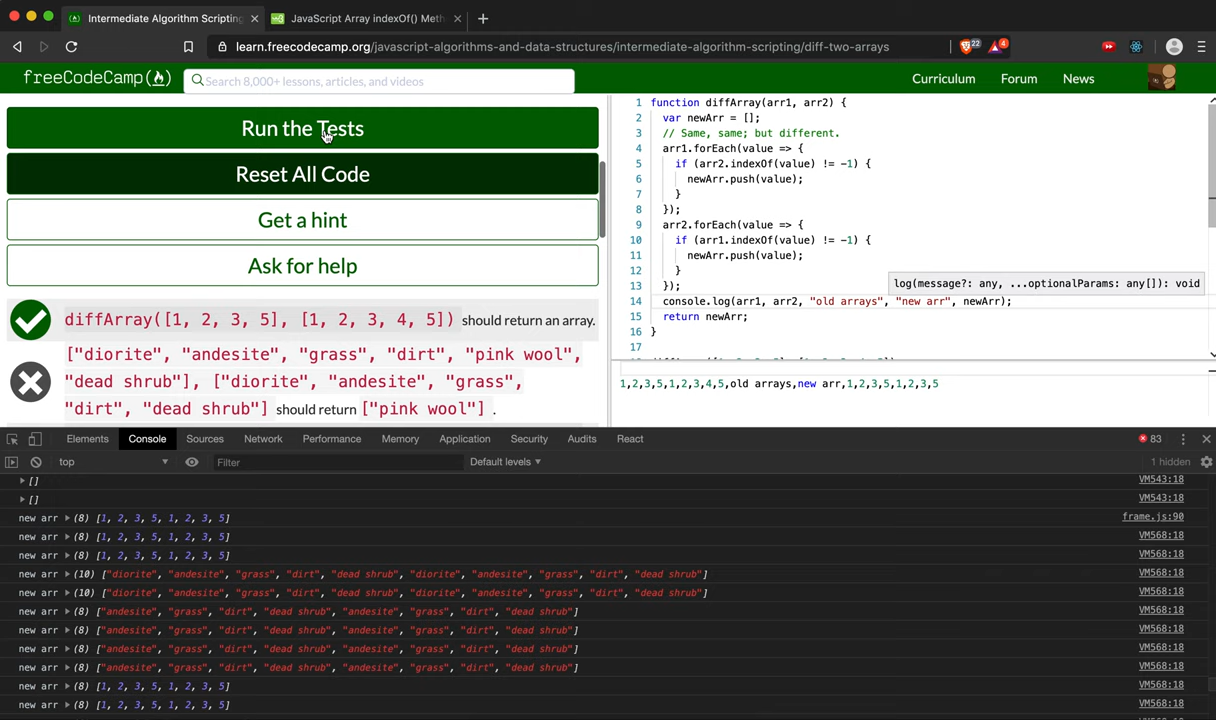 Intermediate Algorithm Scripting
JavaScript Array indexOf() Meth
learn.freecodecamp.org/javascript-algorithms-and-data-structures/intermediate-algorithm-scripting/diff-two-arrays
22
4
freeCodeCamp
Search 8,000+ lessons, articles, and videos
Curriculum
Forum
News
Run the Tests
Reset All Code
Get a hint
Ask for help
diffArray([1, 2, 3, 5], [1, 2, 3, 4, 5]) should return an array.
["diorite", "andesite", "grass", "dirt", "pink wool",
"dead shrub"], ["diorite", "andesite", "grass",
"dirt", "dead shrub"] should return ["pink wool"] .
1 function diffArray(arr1, arr2) {
2 var newArr = [];
3 // Same, same; but different.
4 arr1.forEach(value => {
5 if (arr2.indexOf(value) != -1) {
6 newArr.push(value);
7 }
8 });
9 arr2.forEach(value => {
10 if (arr1.indexOf(value) != -1) {
11 newArr.push(value);
12 }
13 });
log(message?: any, ...optionalParams: any[]): void
14 console.log(arr1, arr2, "old arrays", "new arr", newArr);
15 return newArr;
16 }
17
1,2,3,5,1,2,3,4,5,old arrays,new arr,1,2,3,5,1,2,3,5
Elements Console Sources Network Performance Memory Application Security Audits React 83
top Filter Default levels 1 hidden
[] VM543:18
[] VM543:18
new arr (8) [1, 2, 3, 5, 1, 2, 3, 5] frame.js:90
new arr (8) [1, 2, 3, 5, 1, 2, 3, 5] VM568:18
new arr (8) [1, 2, 3, 5, 1, 2, 3, 5] VM568:18
new arr (10) ["diorite", "andesite", "grass", "dirt", "dead shrub", "diorite", "andesite", "grass", "dirt", "dead shrub"] VM568:18
new arr (10) ["diorite", "andesite", "grass", "dirt", "dead shrub", "diorite", "andesite", "grass", "dirt", "dead shrub"] VM568:18
new arr (8) ["andesite", "grass", "dirt", "dead shrub", "andesite", "grass", "dirt", "dead shrub"] VM568:18
new arr (8) ["andesite", "grass", "dirt", "dead shrub", "andesite", "grass", "dirt", "dead shrub"] VM568:18
new arr (8) ["andesite", "grass", "dirt", "dead shrub", "andesite", "grass", "dirt", "dead shrub"] VM568:18
new arr (8) ["andesite", "grass", "dirt", "dead shrub", "andesite", "grass", "dirt", "dead shrub"] VM568:18
new arr (8) [1, 2, 3, 5, 1, 2, 3, 5] VM568:18
new arr (8) [1, 2, 3, 5, 1, 2, 3, 5] VM568:18